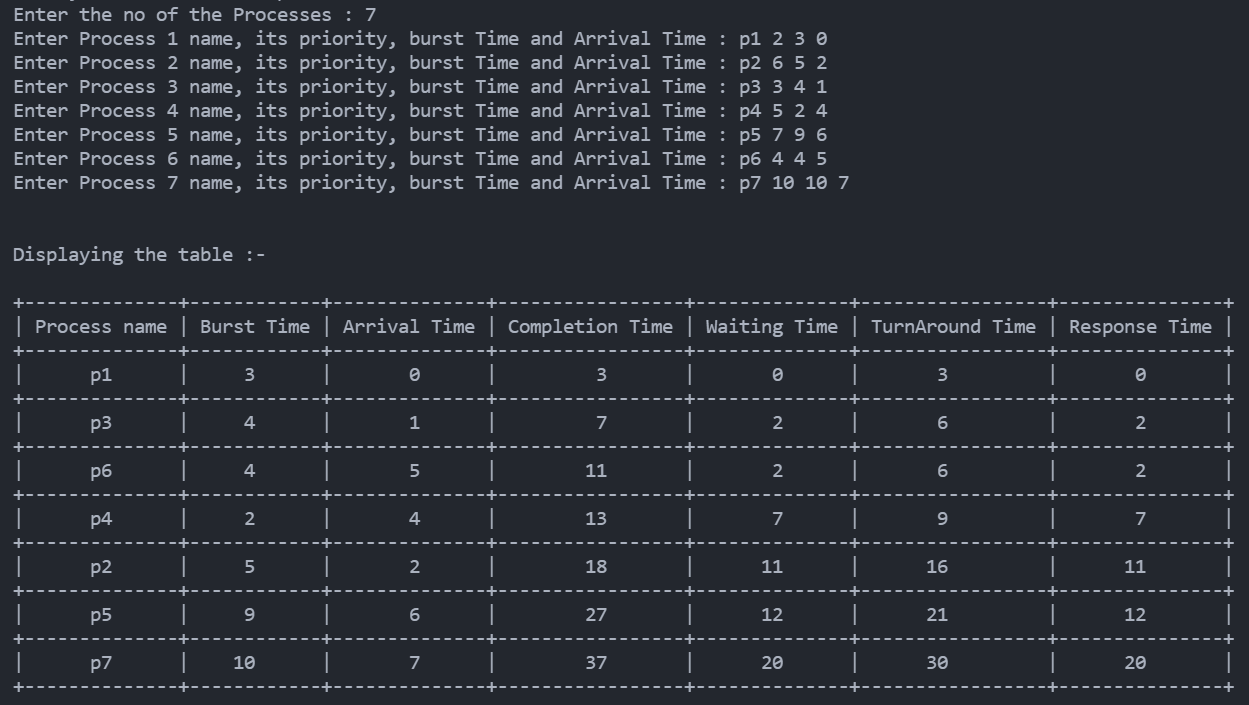 Enter the no of the Processes : 7
Enter Process 1 name, its priority, burst Time and Arrival Time : p1 2 3 0
Enter Process 2 name, its priority, burst Time and Arrival Time : p2 6 5 2
Enter Process 3 name, its priority, burst Time and Arrival Time : p3 3 4 1
Enter Process 4 name, its priority, burst Time and Arrival Time : p4 5 2 4
Enter Process 5 name, its priority, burst Time and Arrival Time : p5 7 9 6
Enter Process 6 name, its priority, burst Time and Arrival Time : p6 4 4 5
Enter Process 7 name, its priority, burst Time and Arrival Time : p7 10 10 7
Displaying the table :-
+--------------+------------+--------------+-----------------+--------------+-----------------+---------------+
| Process name | Burst Time | Arrival Time | Completion Time | Waiting Time | TurnAround Time | Response Time |
+--------------+------------+--------------+-----------------+--------------+-----------------+---------------+
|      p1      |     3      |       0      |         3       |       0      |       3         |       0       |
+--------------+------------+--------------+-----------------+--------------+-----------------+---------------+
|      p3      |     4      |       1      |         7       |       2      |       6         |       2       |
+--------------+------------+--------------+-----------------+--------------+-----------------+---------------+
|      p6      |     4      |       5      |        11       |       2      |       6         |       2       |
+--------------+------------+--------------+-----------------+--------------+-----------------+---------------+
|      p4      |     2      |       4      |        13       |       7      |       9         |       7       |
+--------------+------------+--------------+-----------------+--------------+-----------------+---------------+
|      p2      |     5      |       2      |        18       |      11      |      16         |      11       |
+--------------+------------+--------------+-----------------+--------------+-----------------+---------------+
|      p5      |     9      |       6      |        27       |      12      |      21         |      12       |
+--------------+------------+--------------+-----------------+--------------+-----------------+---------------+
|      p7      |    10      |       7      |        37       |      20      |      30         |      20       |
+--------------+------------+--------------+-----------------+--------------+-----------------+---------------+